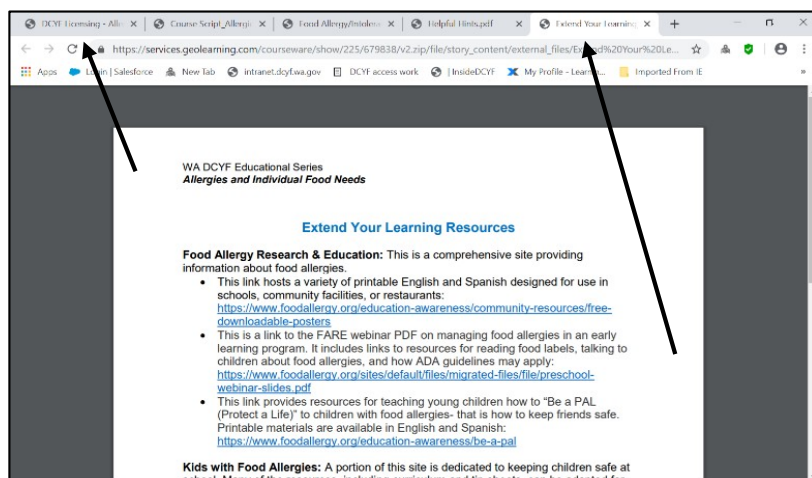 DCYF Licensing - Alle
Course Script_Allergi
Food Allergy/Intolera
Helpful Hints.pdf
Extend Your Learning
https://services.geolearning.com/courseware/show/225/679838/v2.zip/file/story_content/external_files/Ex d%20Your%20Le...
Apps
Login | Salesforce
New Tab
intranet.dcyf.wa.gov
DCYF access work
| InsideDCYF
My Profile - Learn
Imported From IE
WA DCYF Educational Series
Allergies and Individual Food Needs
Extend Your Learning Resources
Food Allergy Research & Education: This is a comprehensive site providing
information about food allergies.
• This link hosts a variety of printable English and Spanish designed for use in
schools, community facilities, or restaurants:
https://www.foodallergy.org/education-awareness/community-resources/free-
downloadable-posters
• This is a link to the FARE webinar PDF on managing food allergies in an early
learning program. It includes links to resources for reading food labels, talking to
children about food allergies, and how ADA guidelines may apply:
https://www.foodallergy.org/sites/default/files/migrated-files/file/preschool-
webinar-slides.pdf
• This link provides resources for teaching young children how to “Be a PAL
(Protect a Life)” to children with food allergies- that is how to keep friends safe.
Printable materials are available in English and Spanish:
https://www.foodallergy.org/education-awareness/be-a-pal
Kids with Food Allergies: A portion of this site is dedicated to keeping children safe at